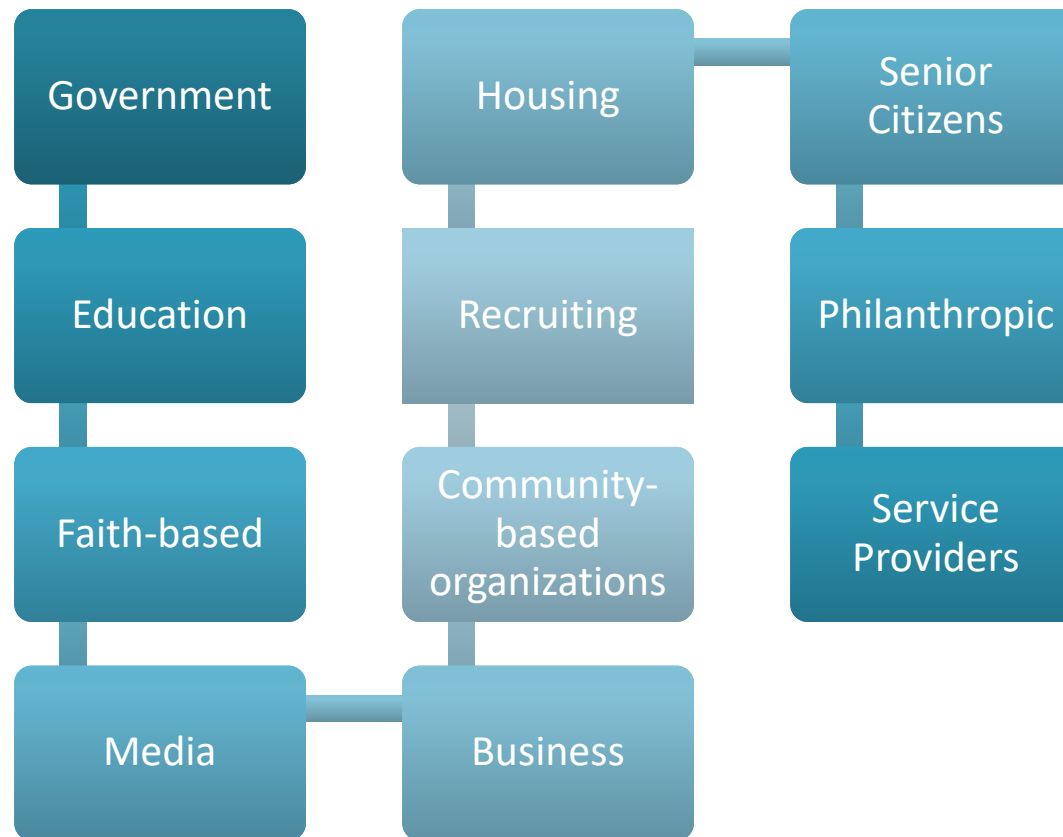 Government
Education
Faith-based
Media
Business
Community-
based
organizations
Recruiting
Housing
Senior
Citizens
Philanthropic
Service
Providers